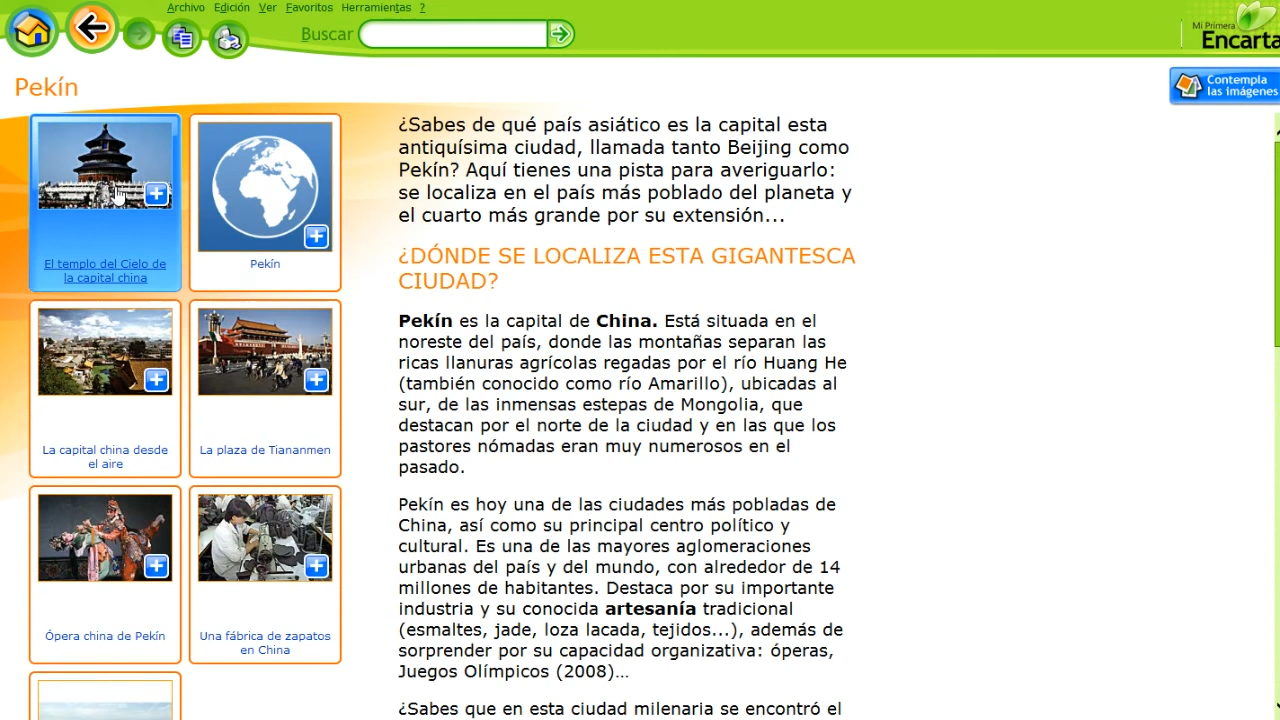 Archivo Edición Ver Favoritos Herramientas ?
Buscar
Mi Primera
Encarta
Pekín
Contempla
las imágenes
El templo del Cielo de
la capital china
Pekín
La capital china desde
el aire
La plaza de Tiananmen
Ópera china de Pekín
Una fábrica de zapatos
en China
¿Sabes de qué país asiático es la capital esta
antiquísima ciudad, llamada tanto Beijing como
Pekín? Aquí tienes una pista para averiguarlo:
se localiza en el país más poblado del planeta y
el cuarto más grande por su extensión...
¿DÓNDE SE LOCALIZA ESTA GIGANTESCA
CIUDAD?
Pekín es la capital de China. Está situada en el
noreste del país, donde las montañas separan las
ricas llanuras agrícolas regadas por el río Huang He
(también conocido como río Amarillo), ubicadas al
sur, de las inmensas estepas de Mongolia, que
destacan por el norte de la ciudad y en las que los
pastores nómadas eran muy numerosos en el
pasado.
Pekín es hoy una de las ciudades más pobladas de
China, así como su principal centro político y
cultural. Es una de las mayores aglomeraciones
urbanas del país y del mundo, con alrededor de 14
millones de habitantes. Destaca por su importante
industria y su conocida artesanía tradicional
(esmaltes, jade, loza lacada, tejidos...), además de
sorprender por su capacidad organizativa: óperas,
Juegos Olímpicos (2008)…
¿Sabes que en esta ciudad milenaria se encontró el